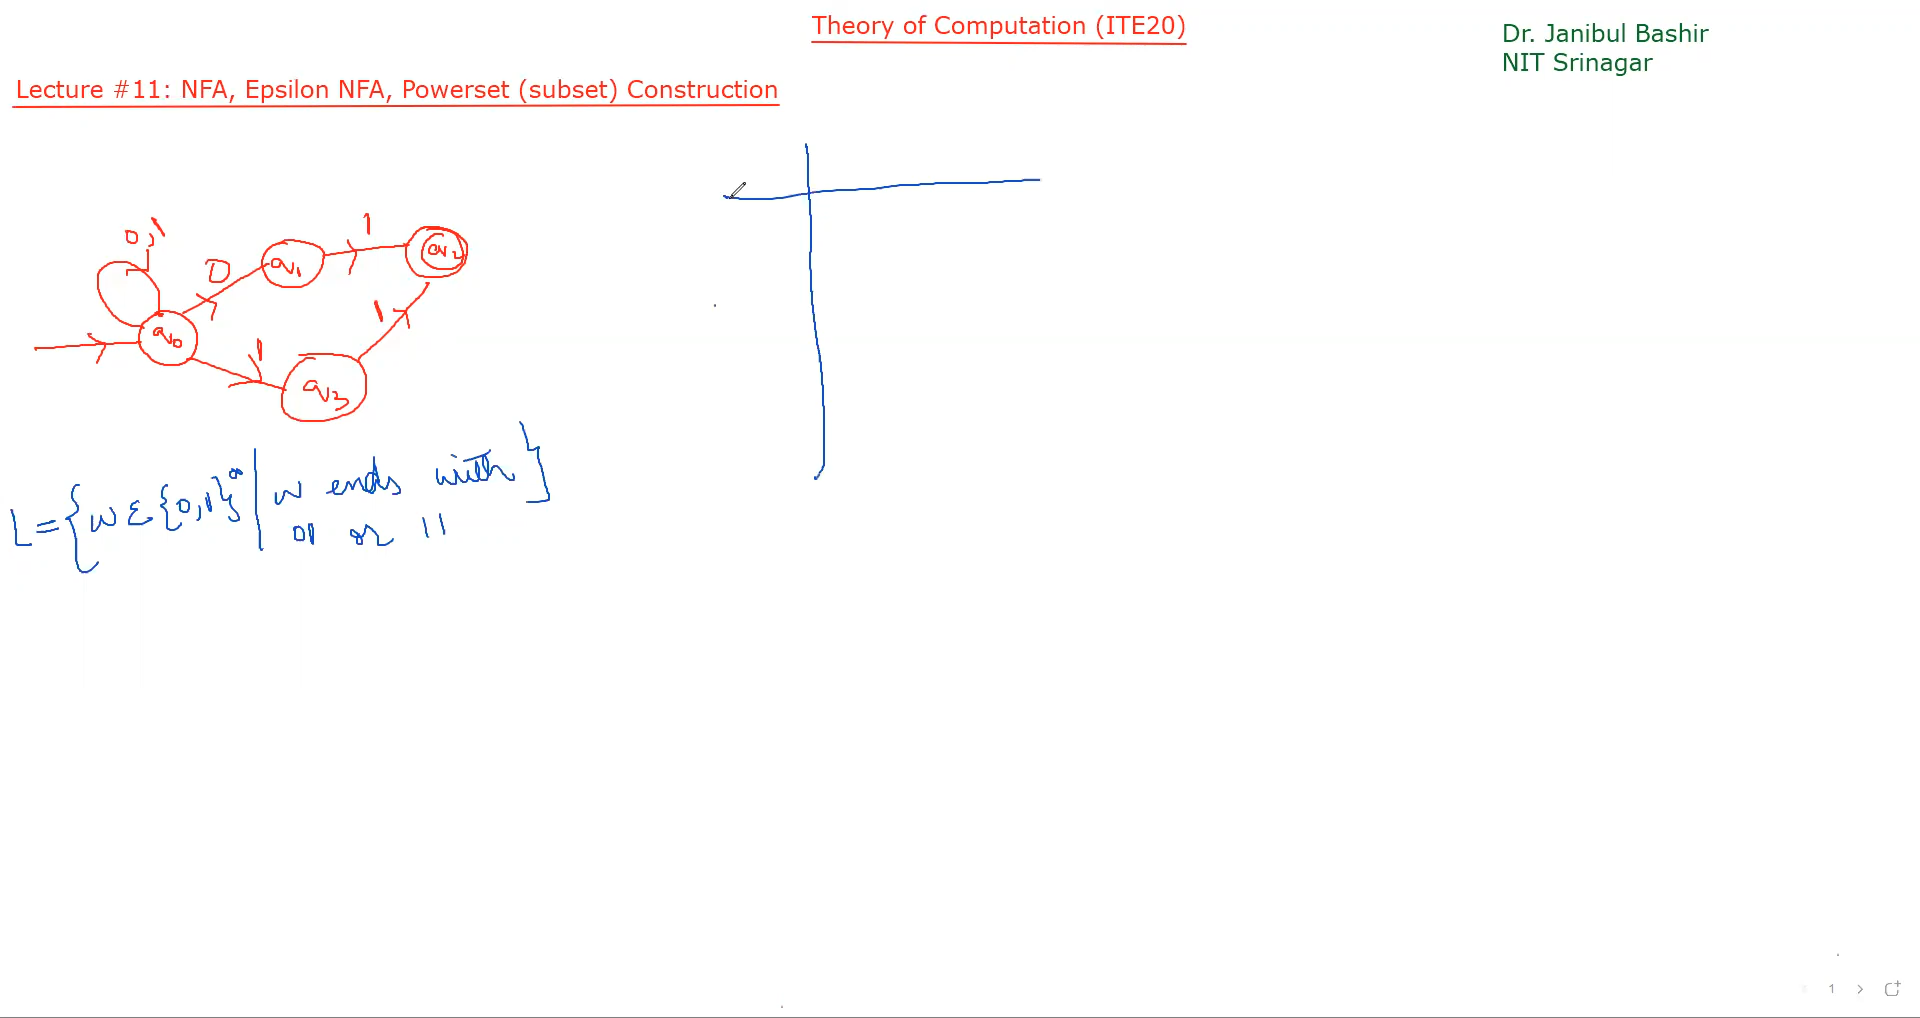 Theory of Computation (ITE20)
Dr. Janibul Bashir
NIT Srinagar
Lecture #11: NFA, Epsilon NFA, Powerset (subset) Construction
0,1
0
1
q1
q2
q0
1
1
q3
L = { w ε {0,1}* | w ends with }
01 or 11
1